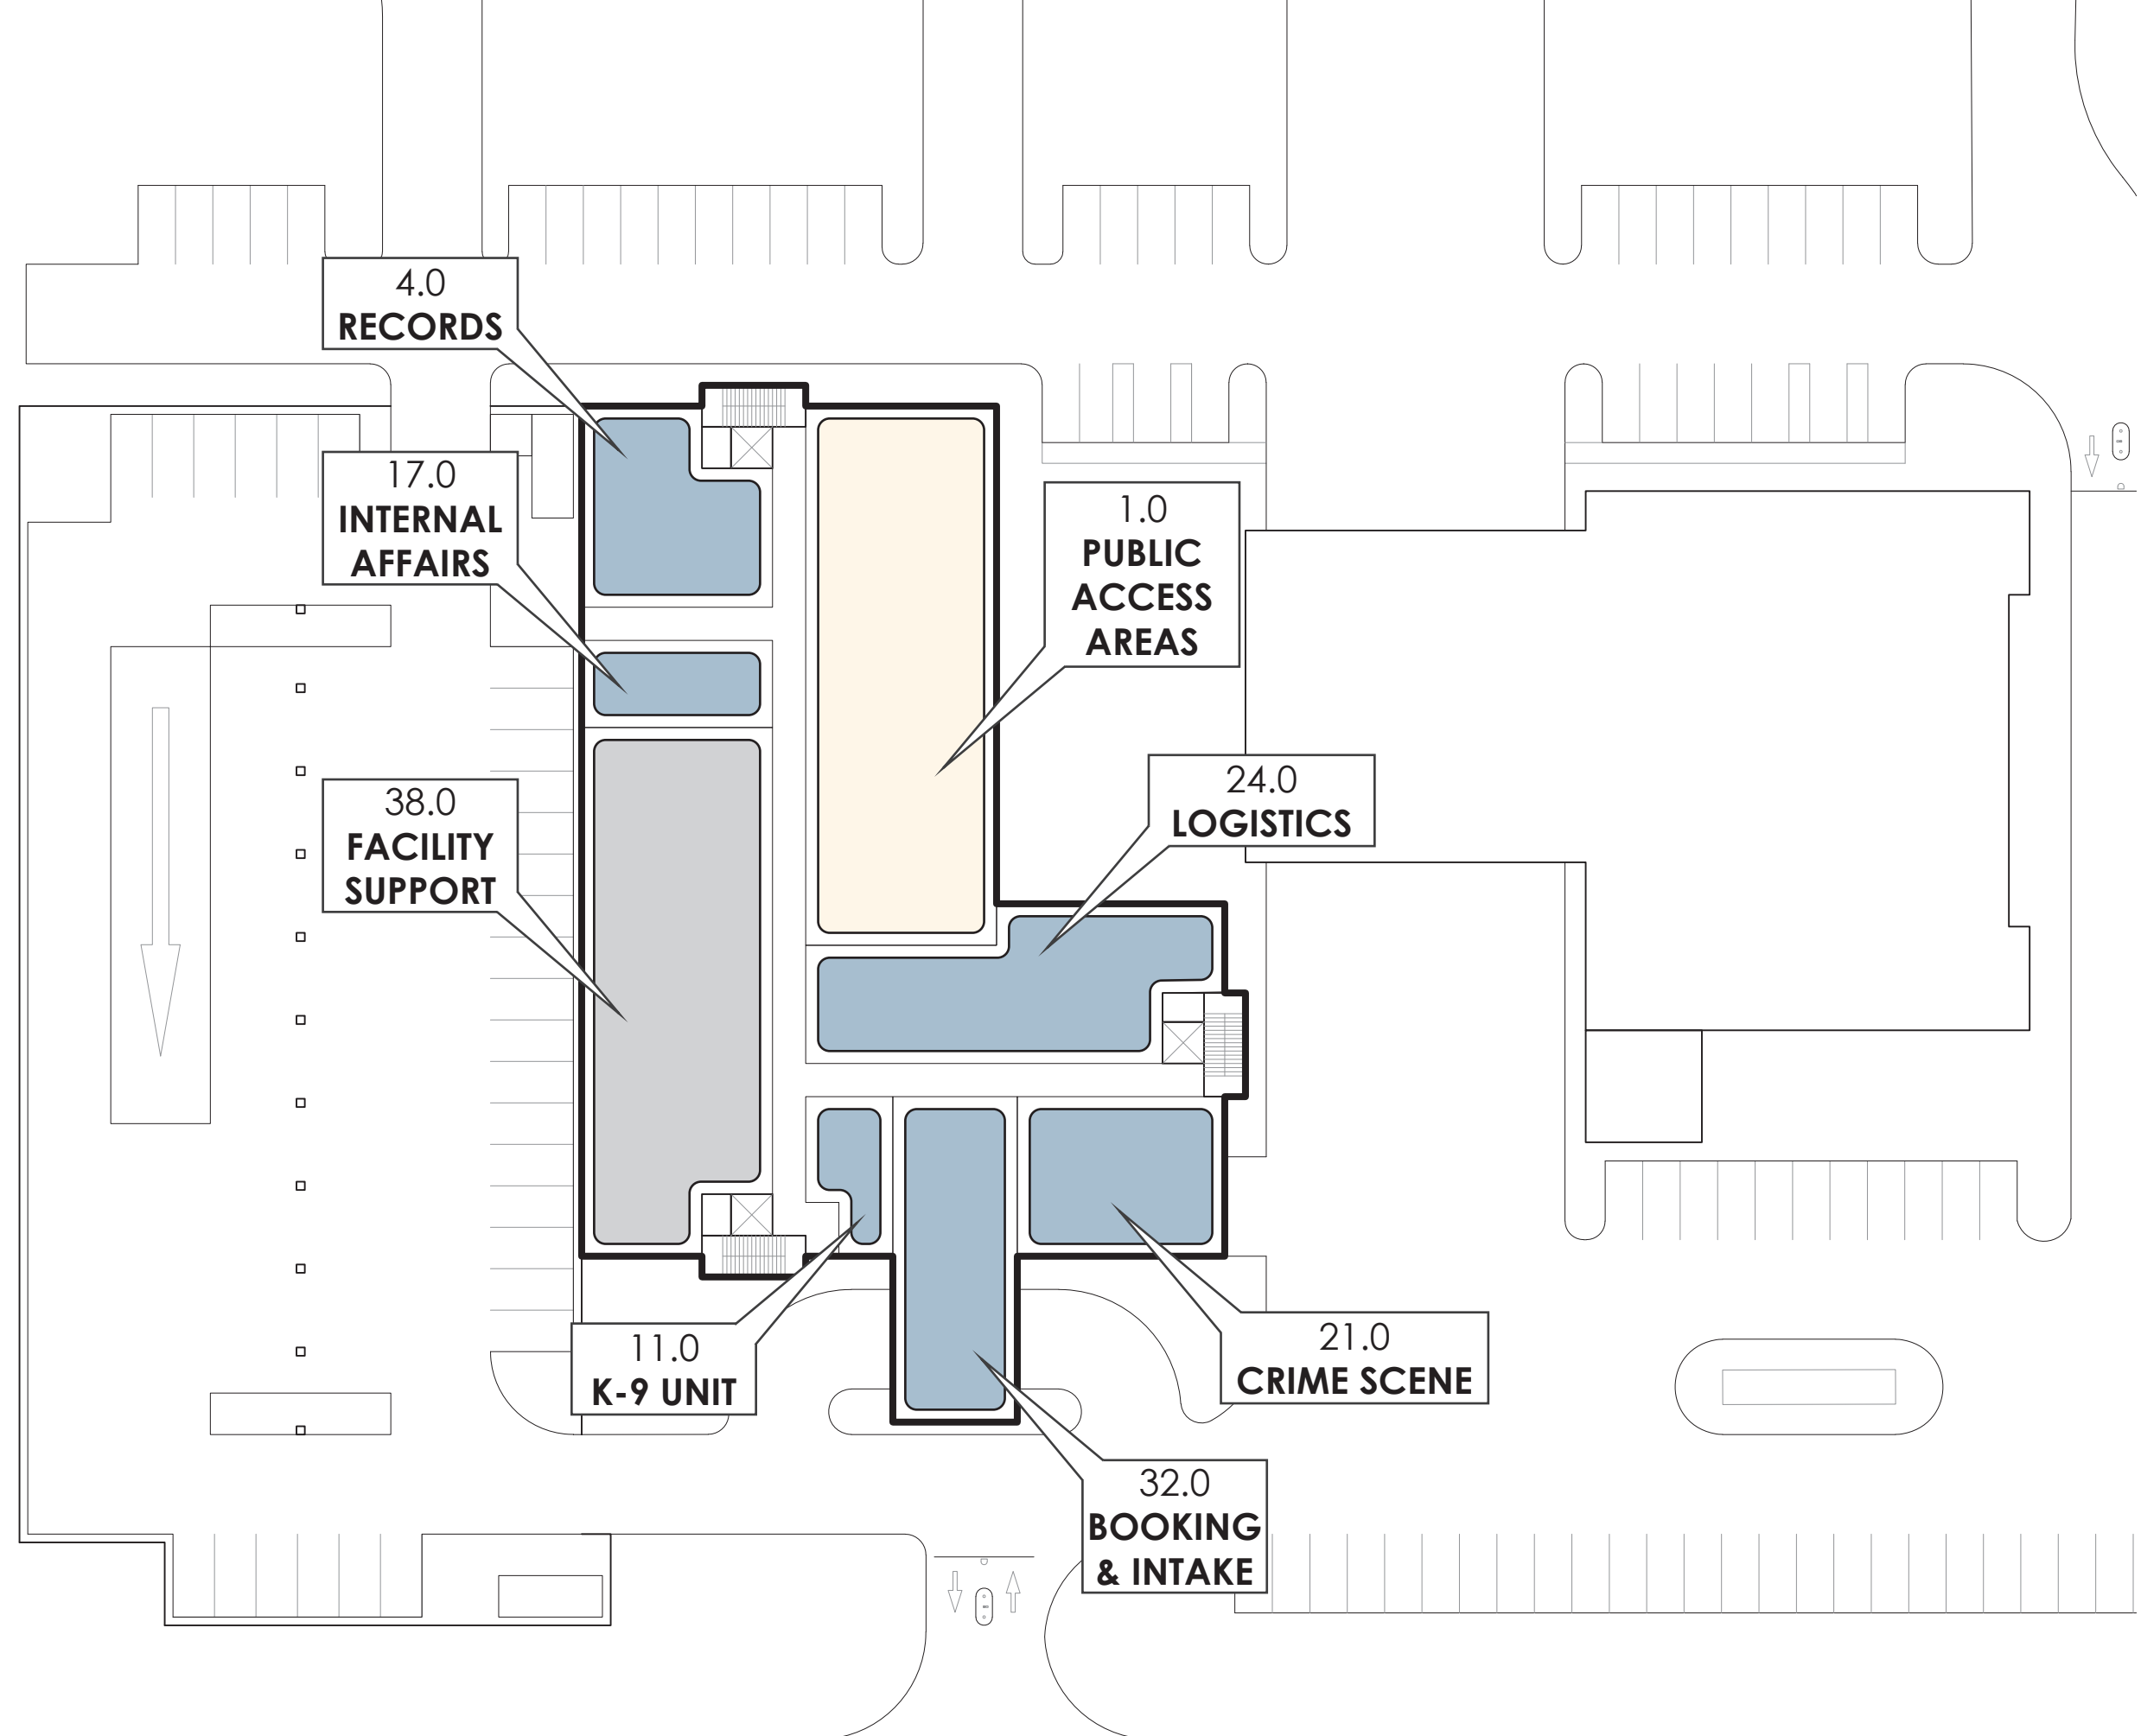 4.0
RECORDS
17.0
INTERNAL
AFFAIRS
1.0
PUBLIC
ACCESS
AREAS
38.0
FACILITY
SUPPORT
24.0
LOGISTICS
11.0
K-9 UNIT
21.0
CRIME SCENE
32.0
BOOKING
& INTAKE